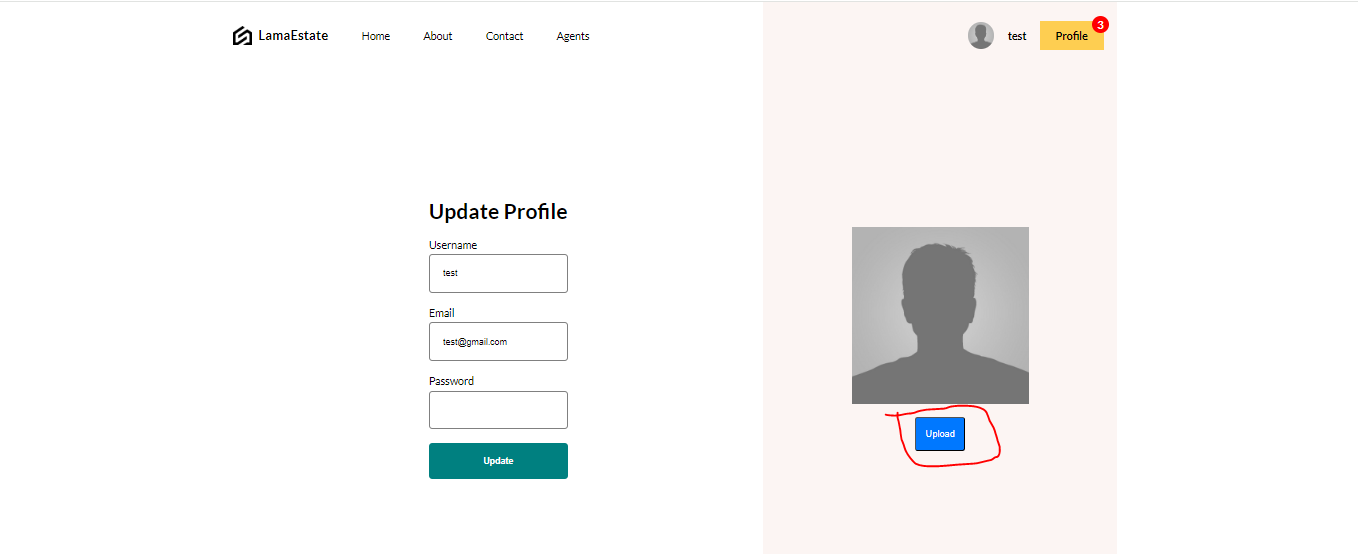 LamaEstate Home About Contact Agents test Profile 3
Update Profile
Username
test
Email
test@gmail.com
Password
Update
Upload